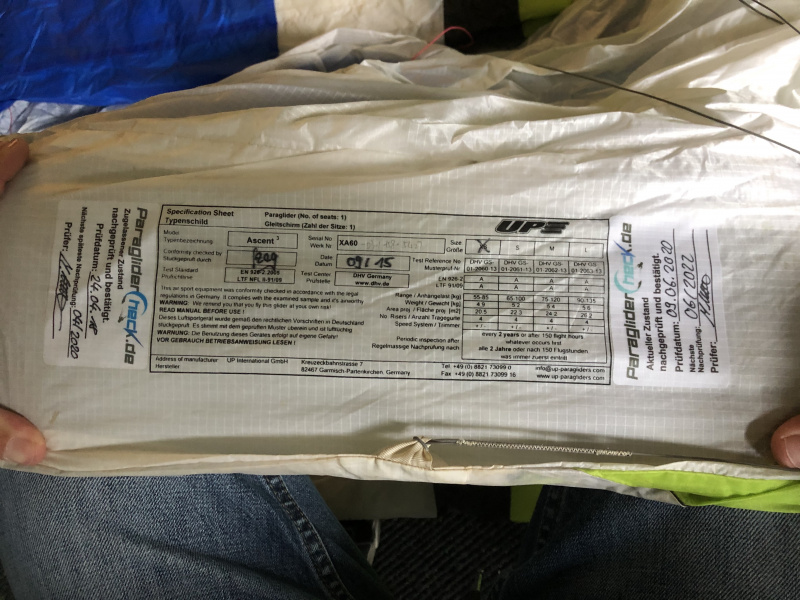 Specification Sheet
Typenschild
Paraglider (No. of seats: 1)
Gleitschirm (Zahl der Sitze: 1)
UP
Model
Typenbezeichnung
Ascent 3
Serial No
Werk Nr.
XA60
Size
Größe
X S M L
Conformity checked by
Stückgeprüft durch
Date
Datum
09/15
Test Reference No
Musterprüf-Nr
DHV GS- DHV GS- DHV GS- DHV GS-
01-2060-13 01-2061-13 01-2062-13
Test Standard
Prüfrichtlinie
EN 926-2:2005
LTF NFL II-91/09
Test Center
Prüfstelle
DHV Germany
www.dhv.de
EN 926-2 A A A A
LTF 91/09 A A A A
This air sport equipment was conformity checked in accordance with the legal
regulations in Germany. It complies with the examined sample and it's airworthy
WARNING: We remend you that you fly this glider at your own risk!
READ MANUAL BEFORE USE!
Dieses Luftsportgerät wurde gemäß den rechtlichen Vorschriften in Deutschland
stückgeprüft. Es stimmt mit dem geprüften Muster überein und ist lufttüchtig
WARNUNG: Die Benutzung dieses Gerätes erfolgt auf eigene Gefahr!
VOR GEBRAUCH BETRIEBSANWEISUNG LESEN !
Range / Anhängelast [kg] 55-85 65-100 75-120 90-135
Weight / Gewicht [kg] 4.9
Area proj. / Fläche proj. [m2] 20.5 22.3 24.2
No. Risers / Anzahl Tragegurte 4 4 4 4
Speed System / Trimmer +/- +/- +/- +/-
Periodic inspection after
Regelmässige Nachprüfung nach
every 2 years or after 150 flight hours
whatever occurs first
alle 2 Jahre oder nach 150 Flugstunden
was immer zuerst eintritt
Address of manufacturer
Hersteller
UP International GmbH
Kreuzeckbahnstrasse 7
82467 Garmisch-Partenkirchen, Germany
Tel +49 (0) 8821 73099 0
Fax +49 (0) 8821 73099 16
info@up-paragliders.com
www.up-paragliders.com
ParagliderCheck.de
Zugelassener Zustand
nachgeprüft und bestätigt.
Prüfdatum:
Nächste späteste Nachprüfung: 04/2020
Prüfer:
ParagliderCheck.de
Aktueller Zustand
nachgeprüft und bestätigt.
Prüfdatum: 09.06.2020
Nächste
Nachprüfung: 06/2022
Prüfer: